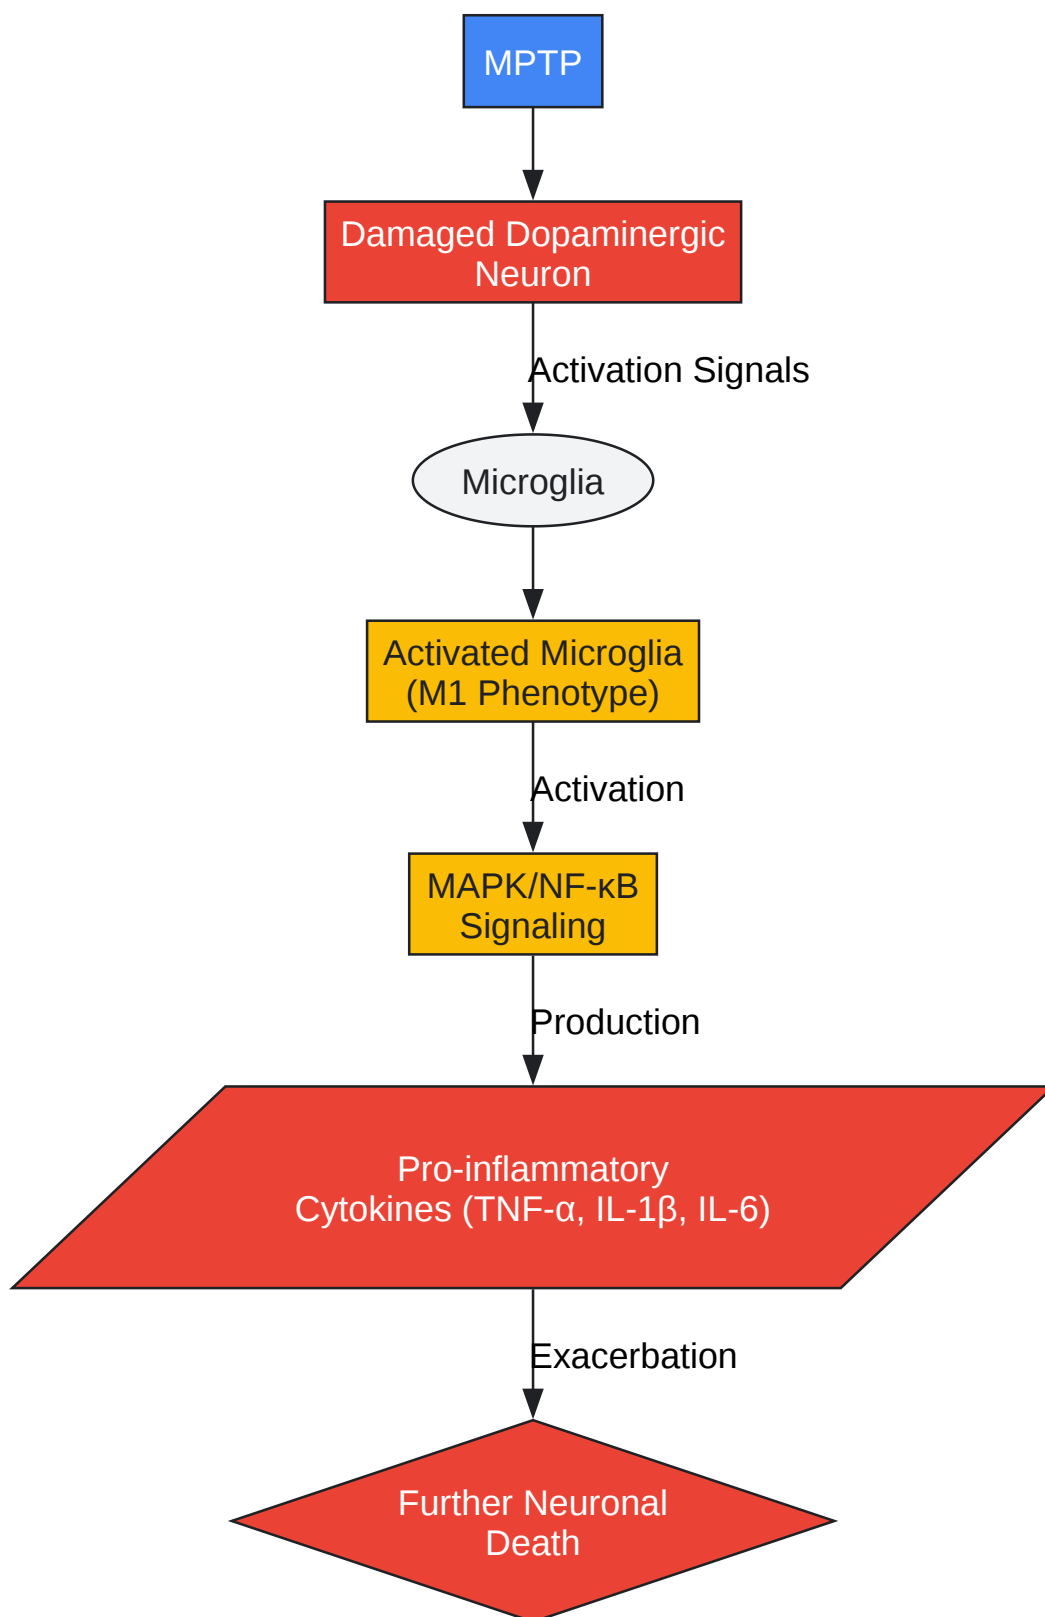 MPTP
Damaged Dopaminergic
Neuron
Activation Signals
Microglia
Activated Microglia
(M1 Phenotype)
Activation
MAPK/NF-κB
Signaling
Production
Pro-inflammatory
Cytokines (TNF-α, IL-1β, IL-6)
Exacerbation
Further Neuronal
Death